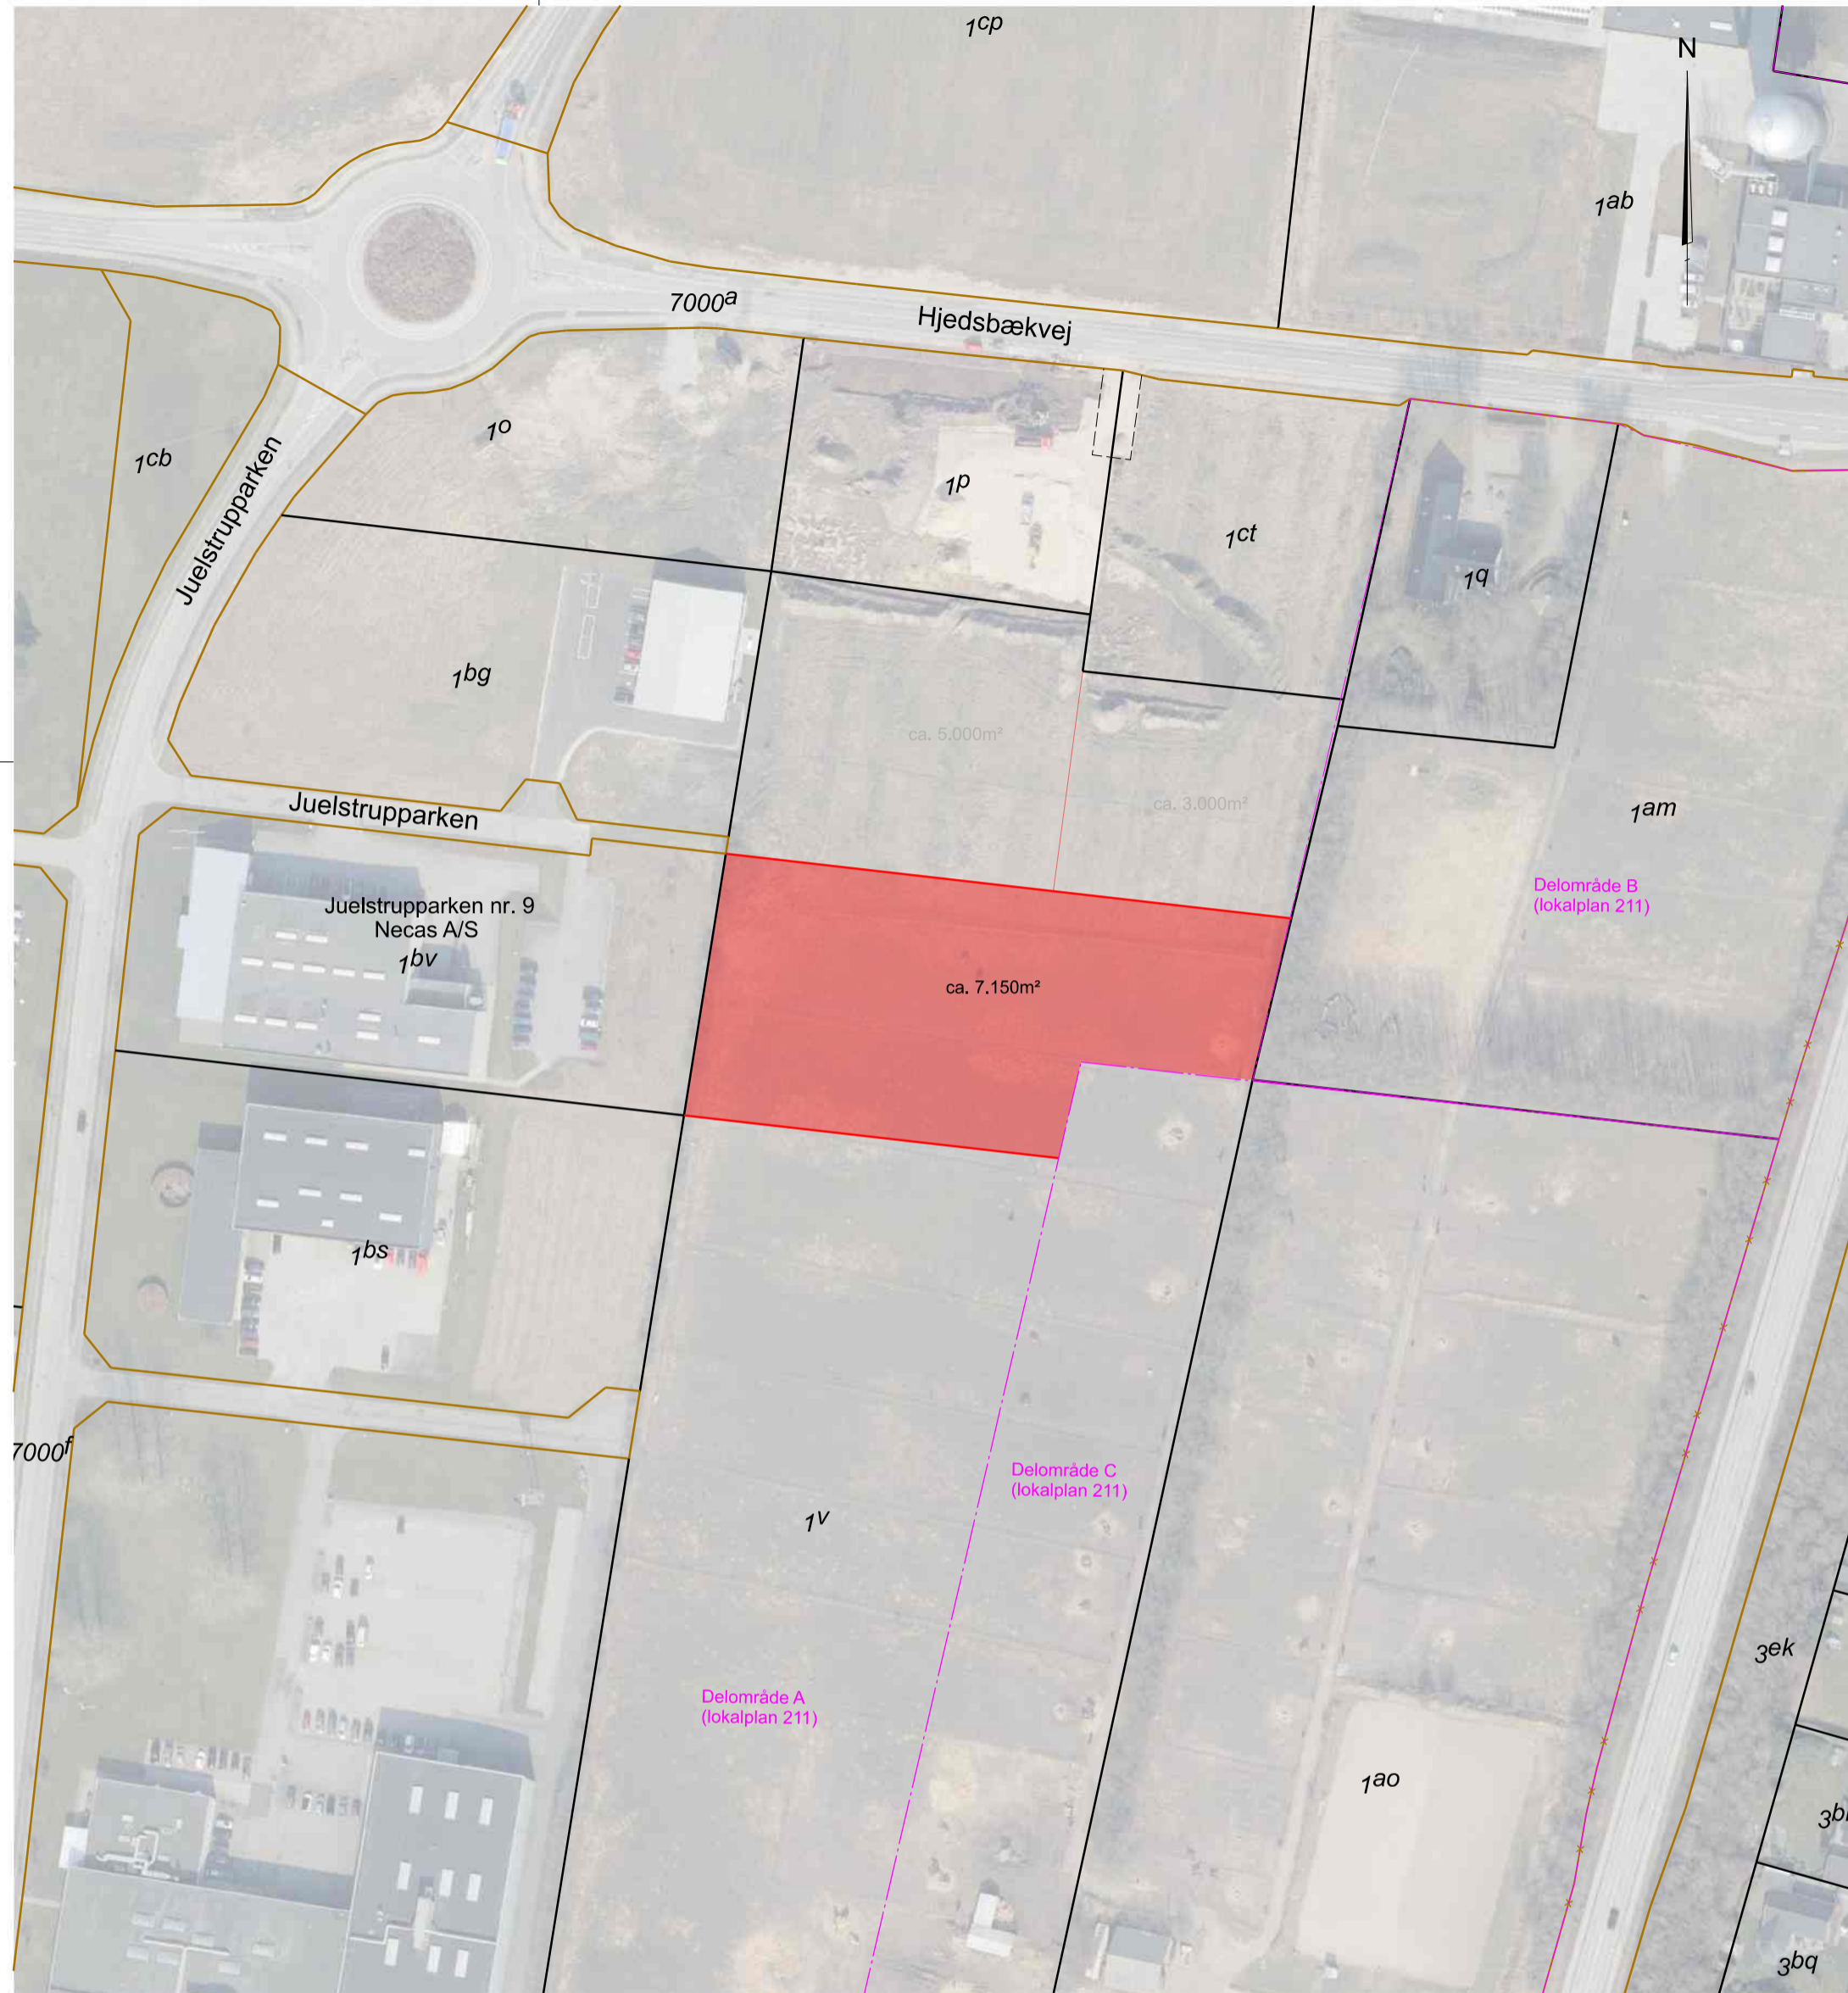 1cp
N
1ab
7000a
Hjedsbækvej
1o
1cb
Juelstrupparken
1p
1ct
1q
1bg
ca. 5.000m²
ca. 3.000m²
Juelstrupparken
1am
Delområde B
(lokalplan 211)
Juelstrupparken nr. 9
Necas A/S
1bv
ca. 7.150m²
1bs
7000f
Delområde C
(lokalplan 211)
1v
3ek
Delområde A
(lokalplan 211)
1ao
3bq